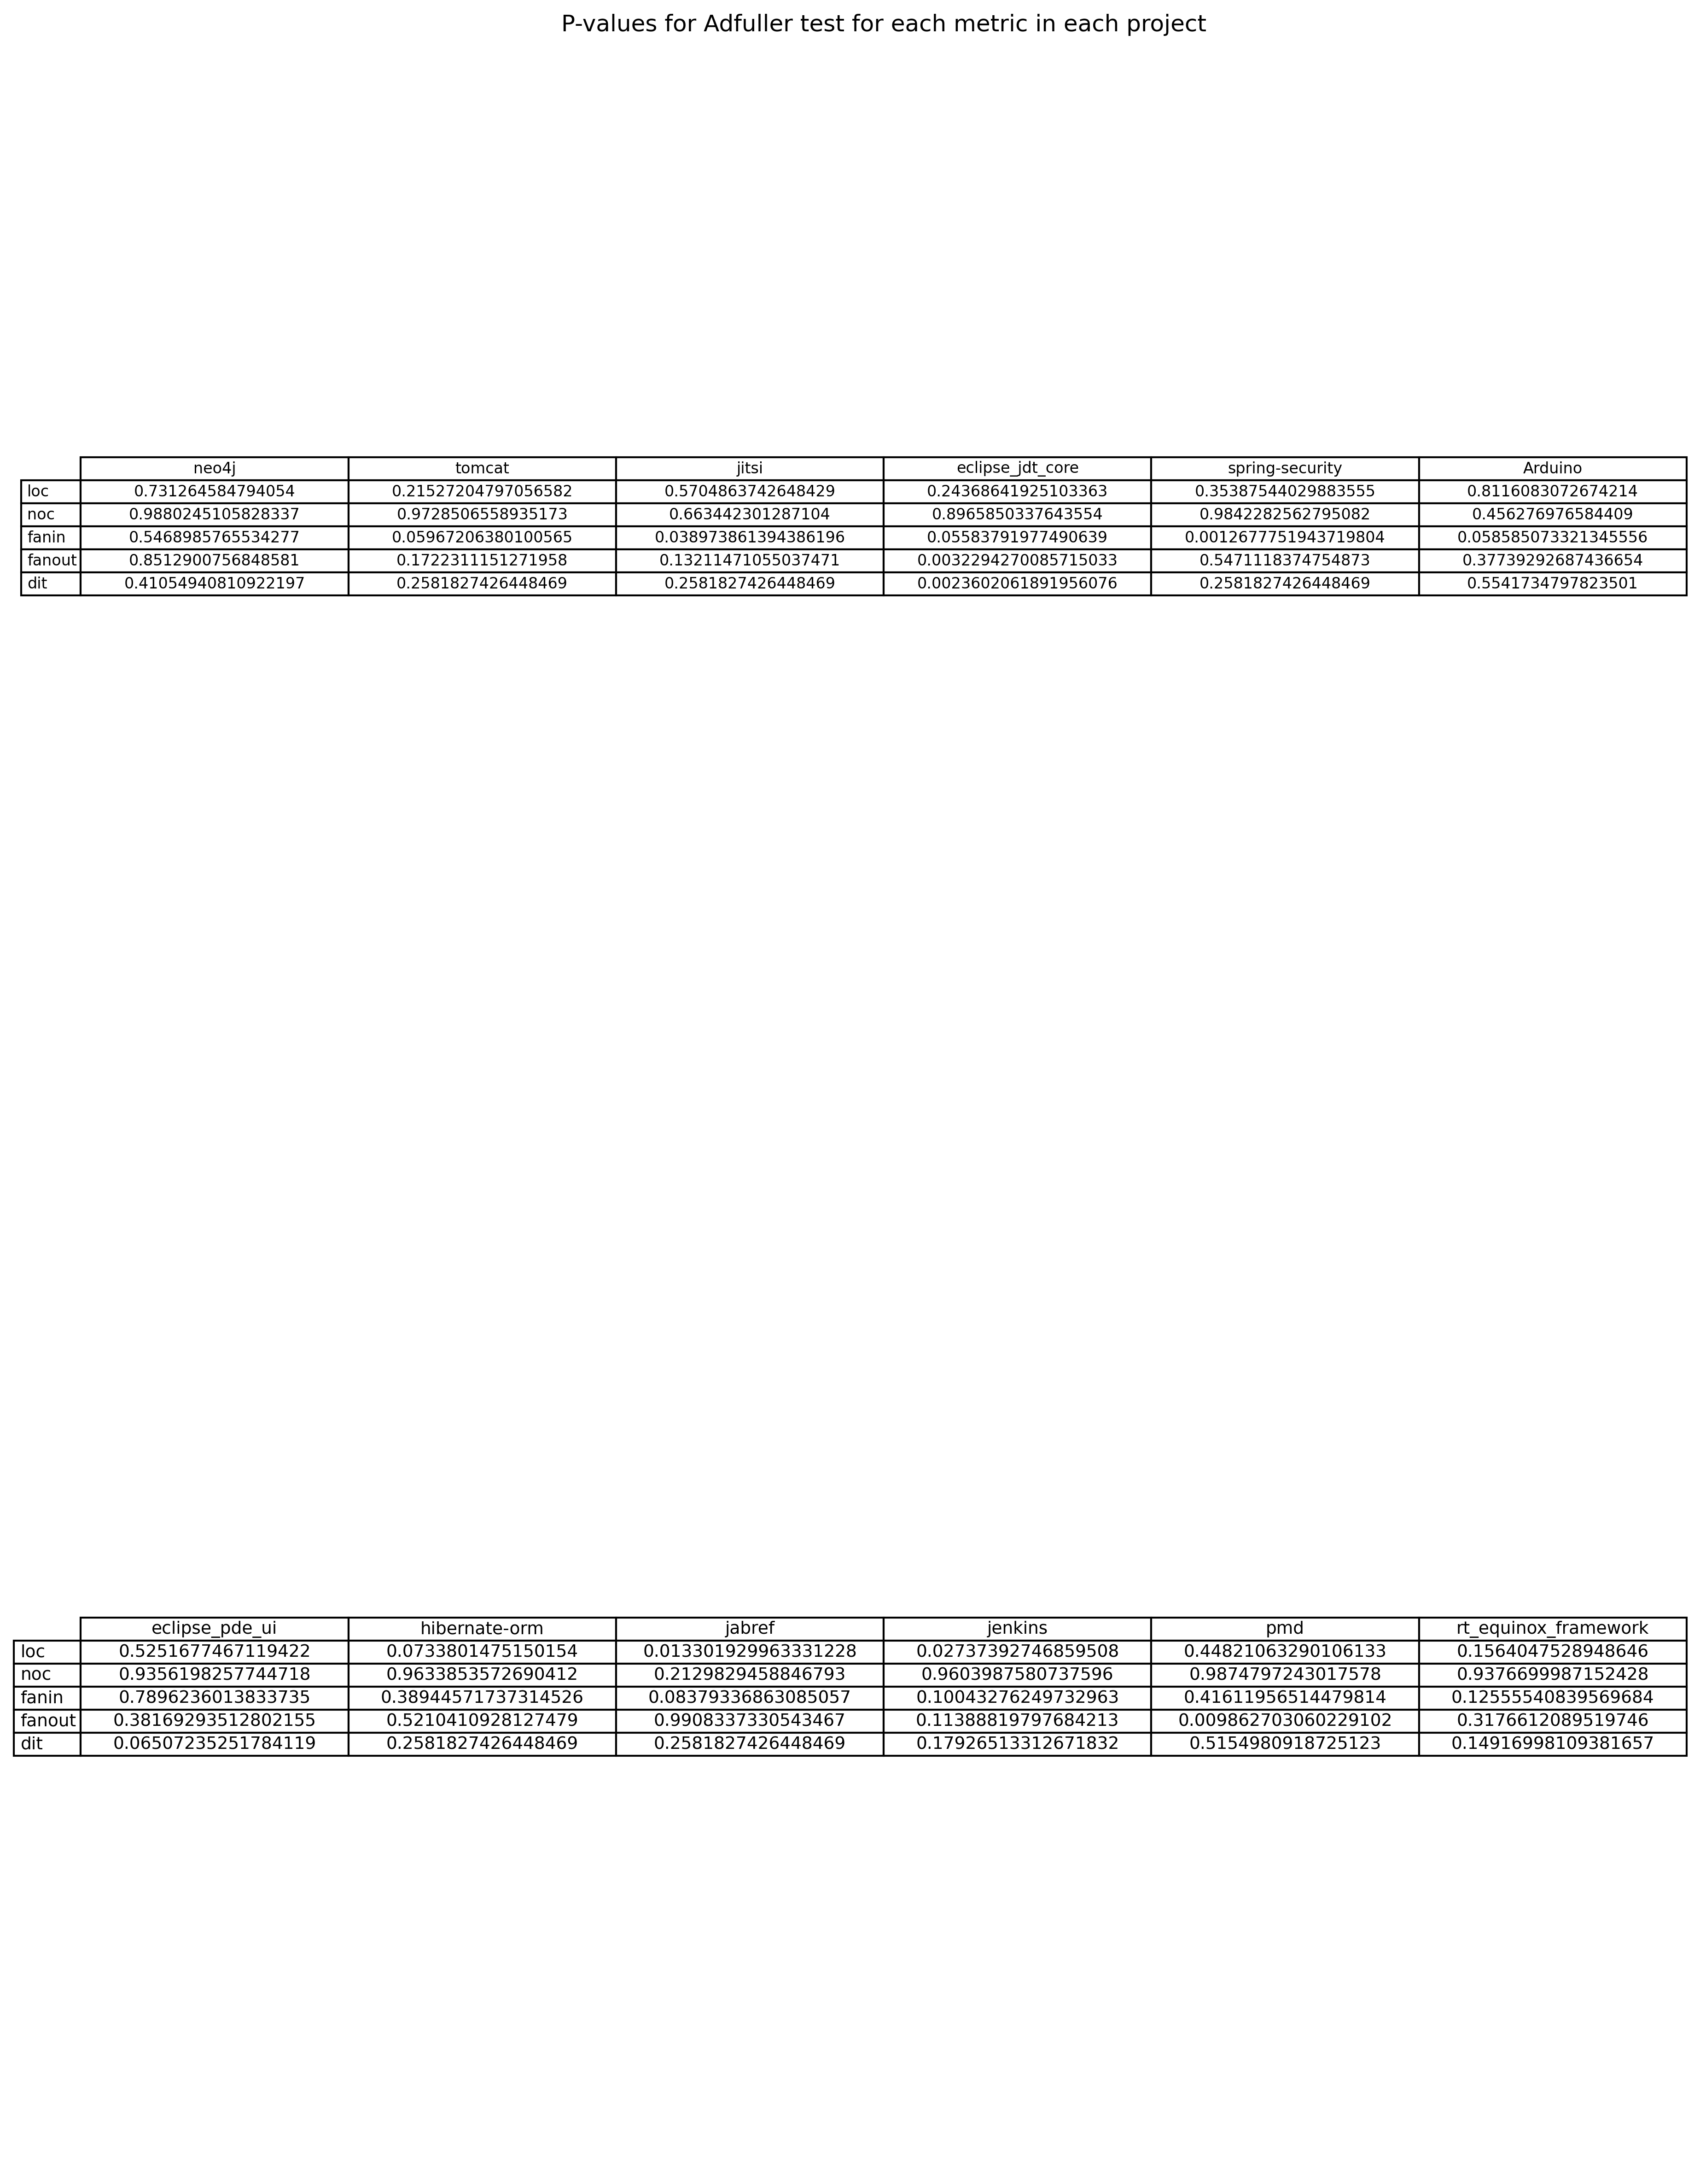 P-values for Adfuller test for each metric in each project
neo4j tomcat jitsi eclipse_jdt_core spring-security Arduino
loc 0.731264584794054 0.21527204797056582 0.5704863742648429 0.24368641925103363 0.35387544029883555 0.8116083072674214
noc 0.9880245105828337 0.9728506558935173 0.663442301287104 0.8965850337643554 0.9842282562795082 0.456276976584409
fanin 0.5468985765534277 0.05967206380100565 0.038973861394386196 0.05583791977490639 0.0012677751943719804 0.058585073321345556
fanout 0.8512900756848581 0.1722311151271958 0.13211471055037471 0.0032294270085715033 0.5471118374754873 0.37739292687436654
dit 0.41054940810922197 0.2581827426448469 0.2581827426448469 0.0023602061891956076 0.2581827426448469 0.5541734797823501
eclipse_pde_ui hibernate-orm jabref jenkins pmd rt_equinox_framework
loc 0.5251677467119422 0.0733801475150154 0.013301929963331228 0.02737392746859508 0.44821063290106133 0.1564047528948646
noc 0.9356198257744718 0.9633853572690412 0.2129829458846793 0.9603987580737596 0.9874797243017578 0.9376699987152428
fanin 0.7896236013833735 0.38944571737314526 0.08379336863085057 0.10043276249732963 0.41611956514479814 0.12555540839569684
fanout 0.38169293512802155 0.5210410928127479 0.9908337330543467 0.11388819797684213 0.009862703060229102 0.3176612089519746
dit 0.06507235251784119 0.2581827426448469 0.2581827426448469 0.17926513312671832 0.5154980918725123 0.14916998109381657